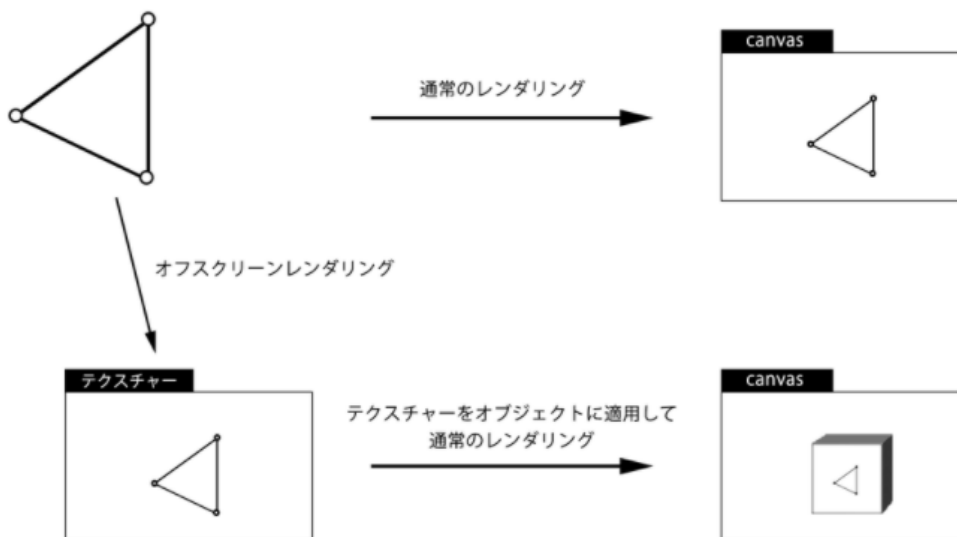 canvas
通常のレンダリング
オフスクリーンレンダリング
テクスチャー
テクスチャーをオブジェクトに適用して
通常のレンダリング
canvas